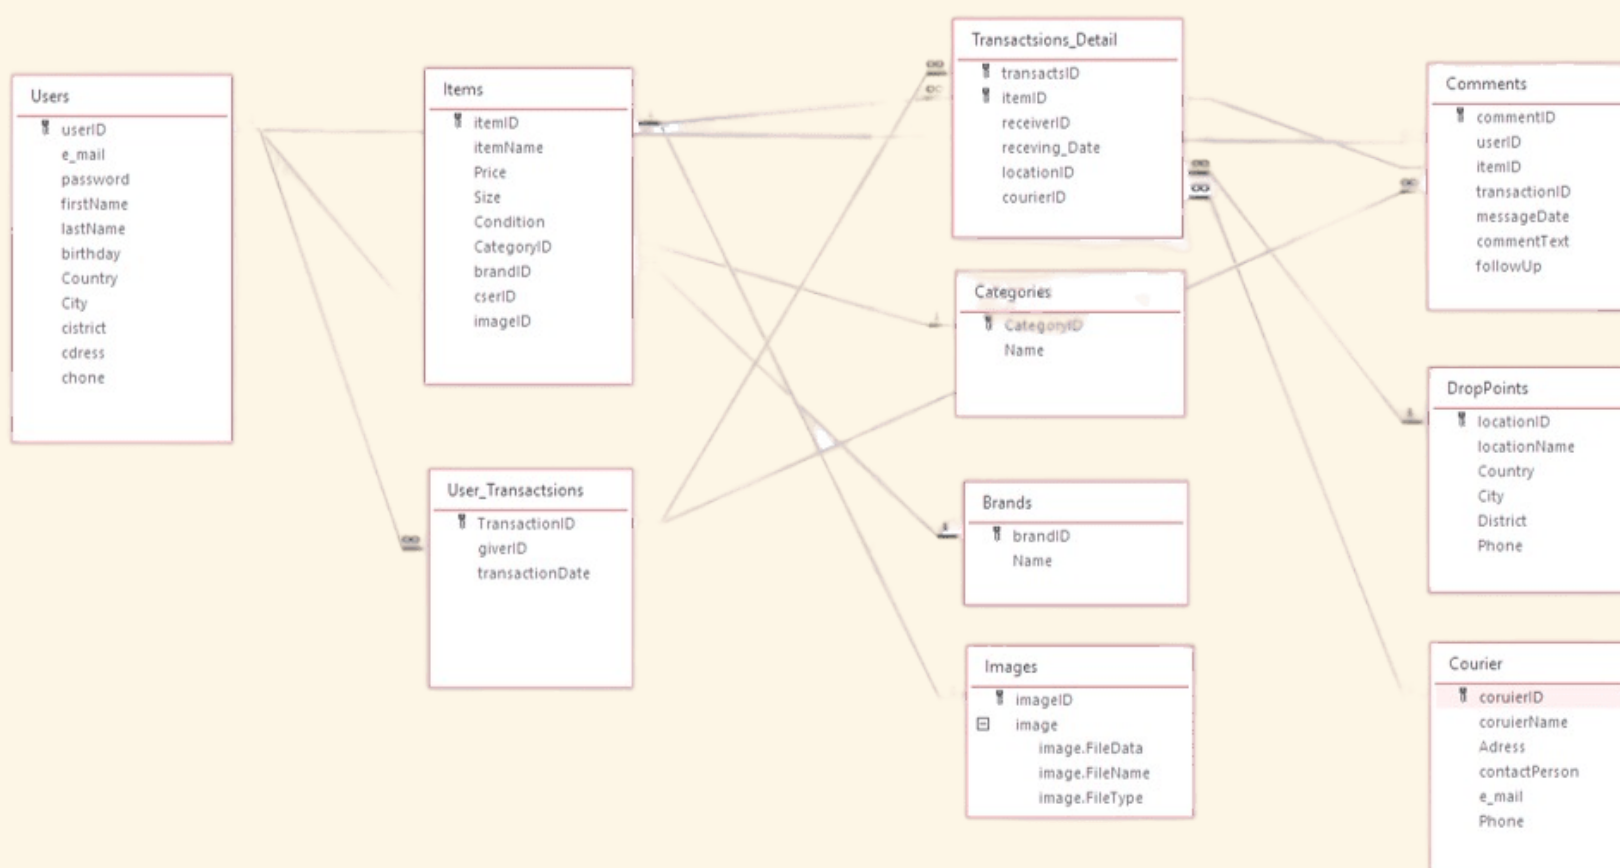 Users
userID
e_mail
password
firstName
lastName
birthday
Country
City
cistrict
cdress
chone
Items
itemID
itemName
Price
Size
Condition
CategoryID
brandID
cserID
imageID
User_Transactsions
TransactionID
giverID
transactionDate
Transactsions_Detail
transactsID
itemID
receiverID
receving_Date
locationID
courierID
Categories
CategoryID
Name
Brands
brandID
Name
Images
imageID
image
image.FileData
image.FileName
image.FileType
Comments
commentID
userID
itemID
transactionID
messageDate
commentText
followUp
DropPoints
locationID
locationName
Country
City
District
Phone
Courier
coruierID
coruierName
Adress
contactPerson
e_mail
Phone